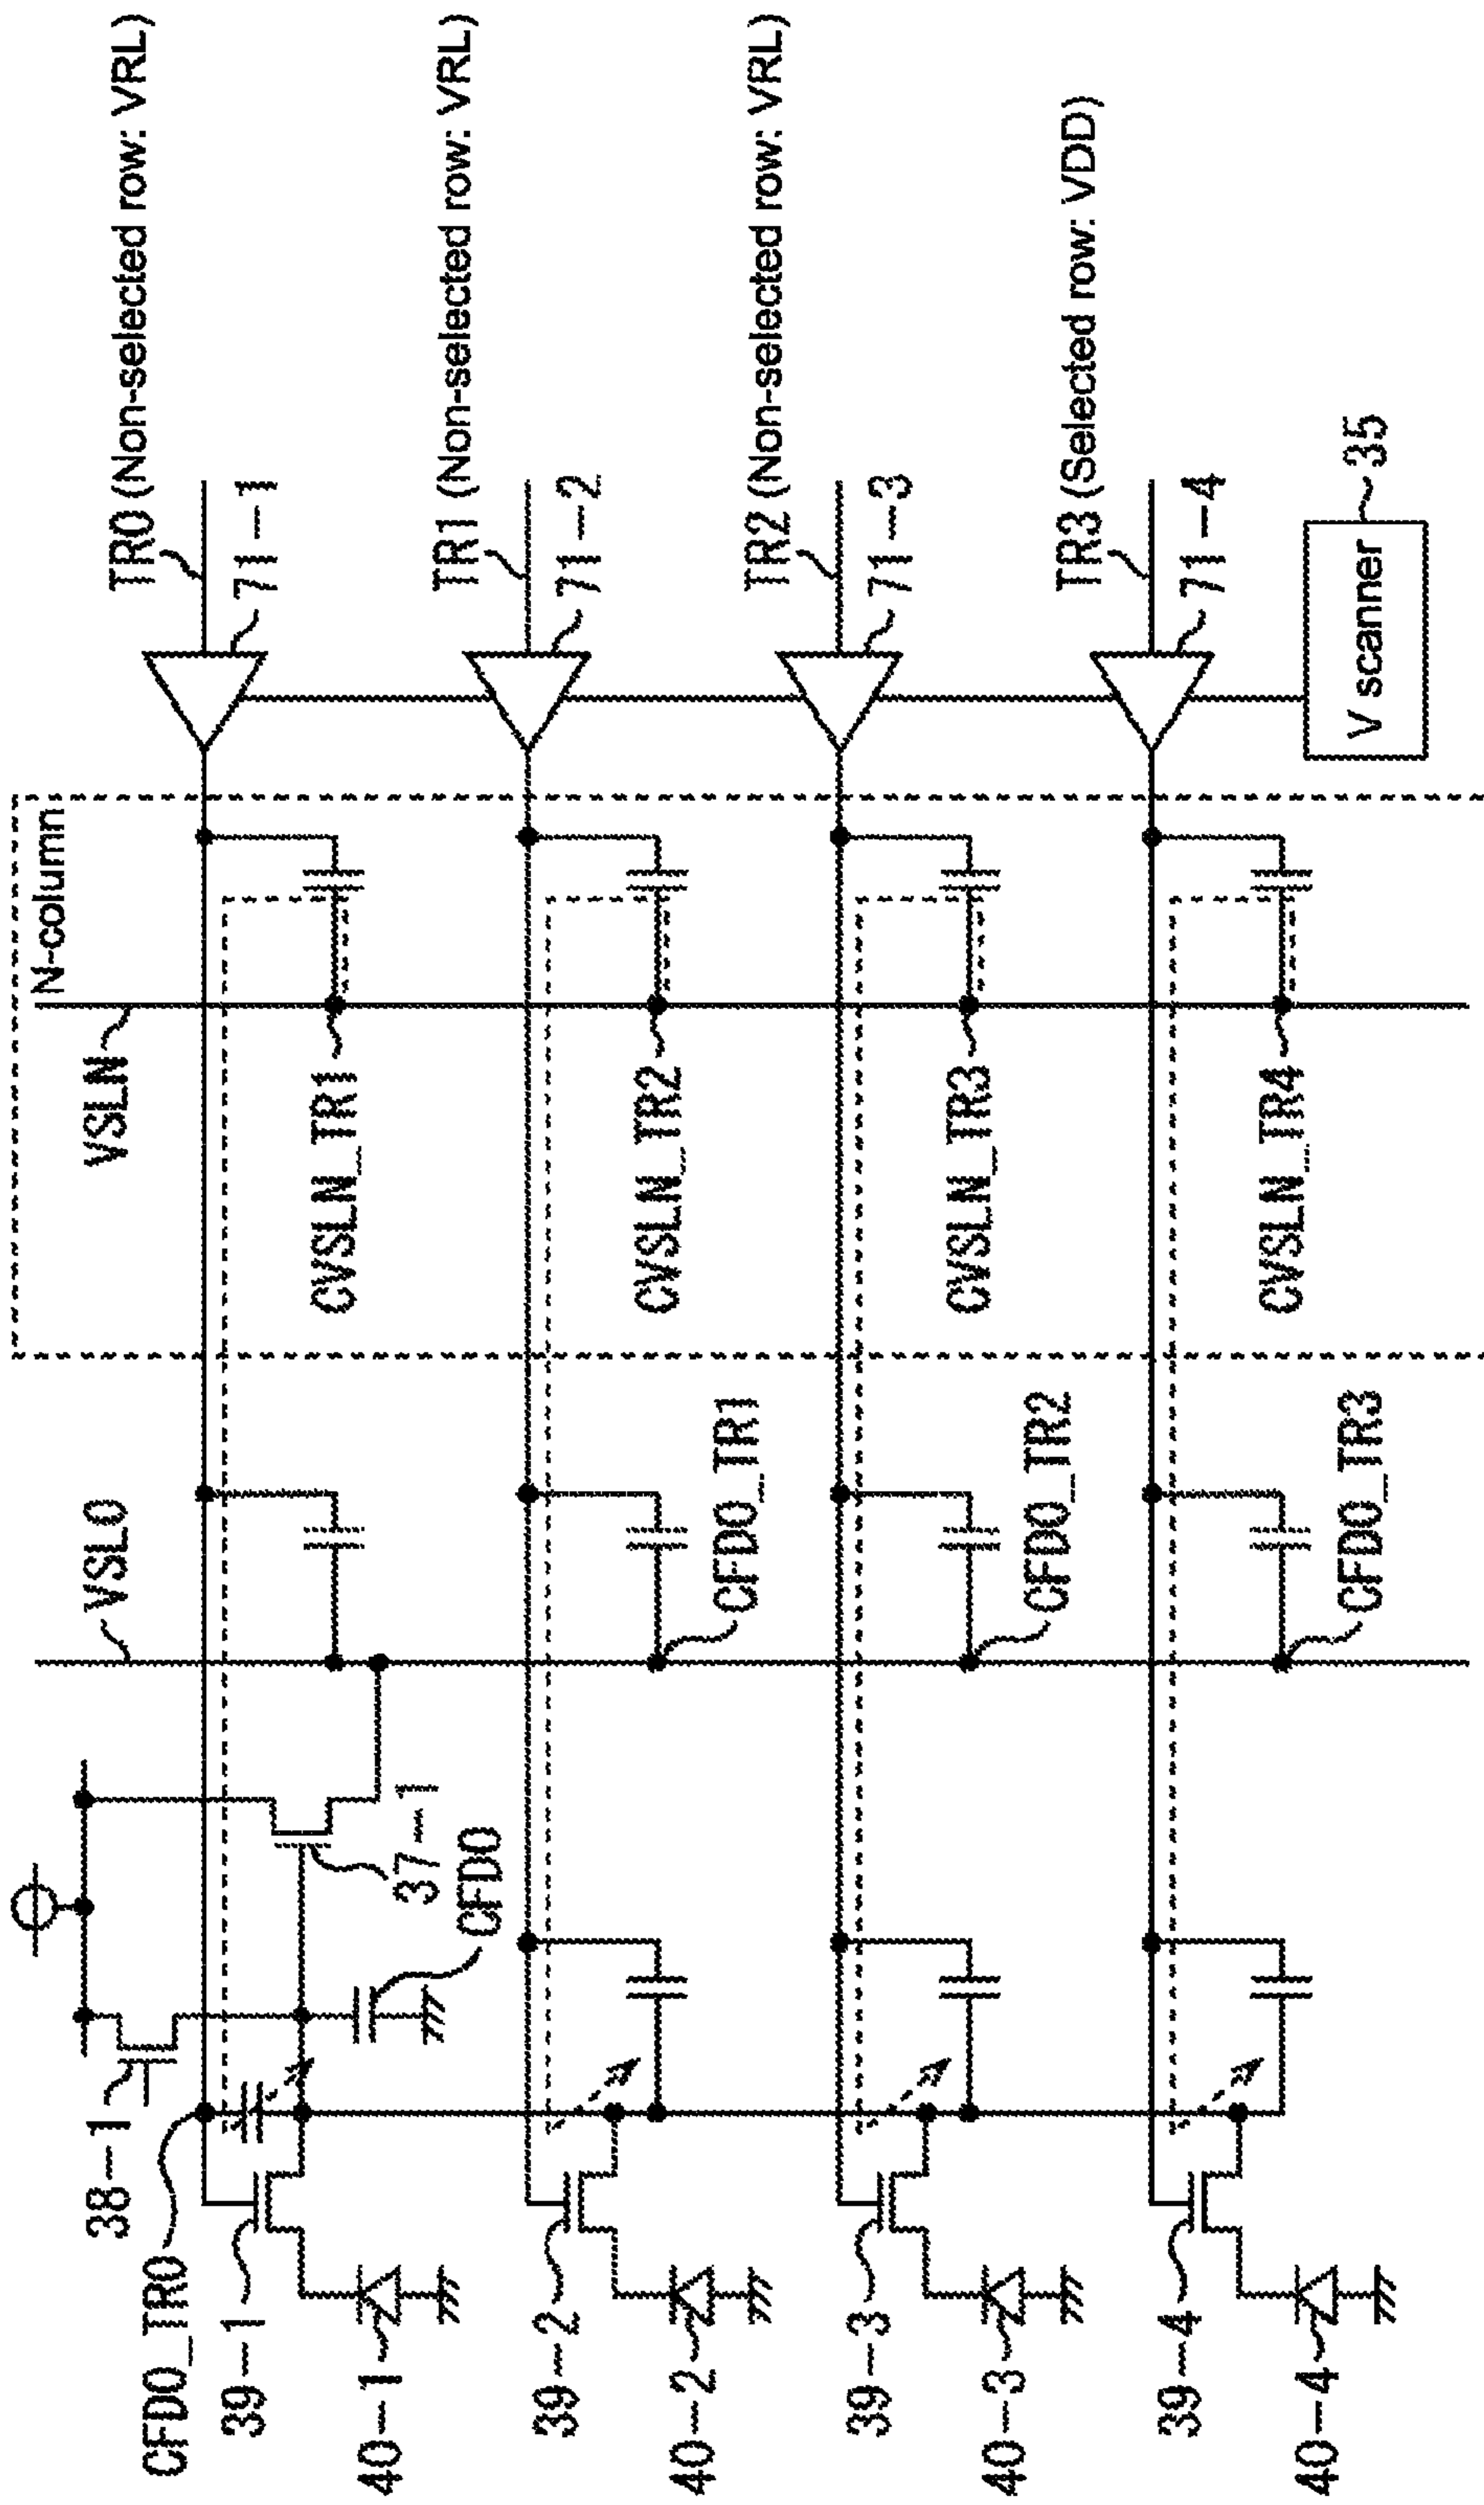 TR0 (Non-selected row: VRL)
71-1
TR1 (Non-selected row: VRL)
71-2
TR2 (Non-selected row: VRL)
71-3
TR3 (Selected row: VDD)
71-4
V scanner
35
N-column
VSLN
CVSLN_TR1
CVSLN_TR2
CVSLN_TR3
CVSLN_TR4
VSL0
CFD0_TR1
CFD0_TR2
CFD0_TR3
37-1
CFD0
38-1
CFD0_TR0
39-1
40-1
39-2
40-2
39-3
40-3
39-4
40-4